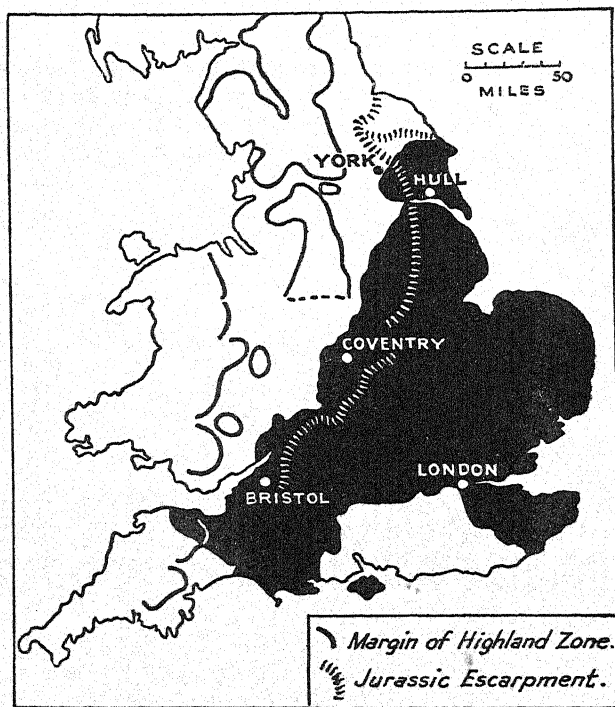 SCALE
0 50
MILES
YORK
HULL
COVENTRY
LONDON
BRISTOL
Margin of Highland Zone.
Jurassic Escarpment.